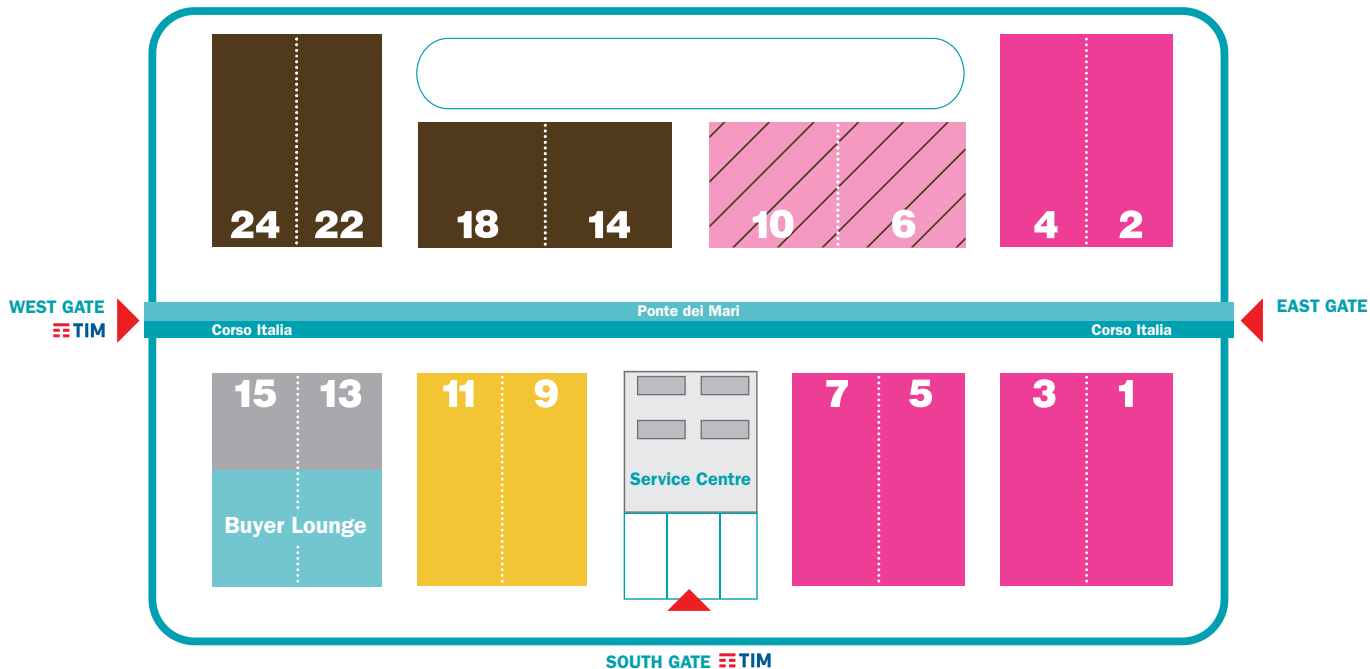 24 22
18 14
10 6
4 2
WEST GATE
TIM
Ponte dei Mari
Corso Italia
Corso Italia
EAST GATE
15 13
Buyer Lounge
11 9
Service Centre
7 5
3 1
SOUTH GATE TIM